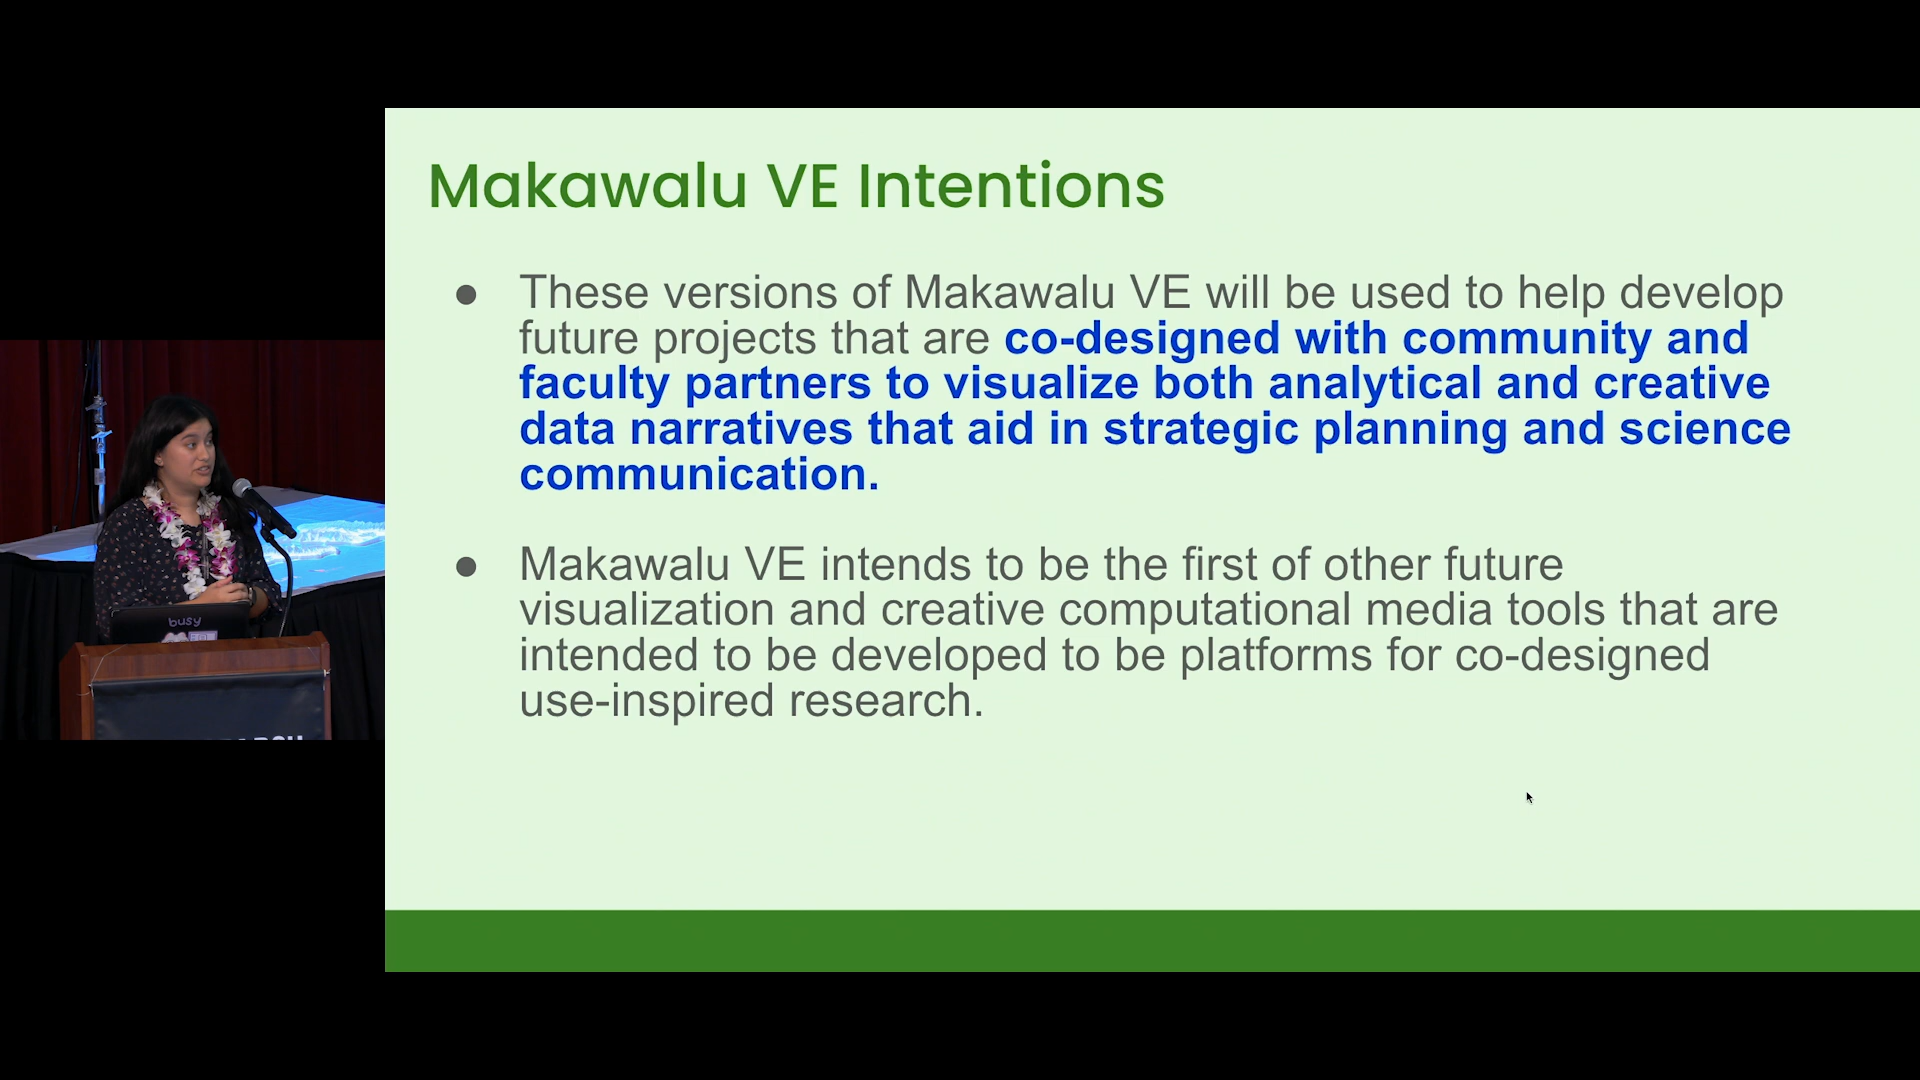 Makawalu VE Intentions
● These versions of Makawalu VE will be used to help develop
future projects that are co-designed with community and
faculty partners to visualize both analytical and creative
data narratives that aid in strategic planning and science
communication.
● Makawalu VE intends to be the first of other future
visualization and creative computational media tools that are
intended to be developed to be platforms for co-designed
use-inspired research.
busy